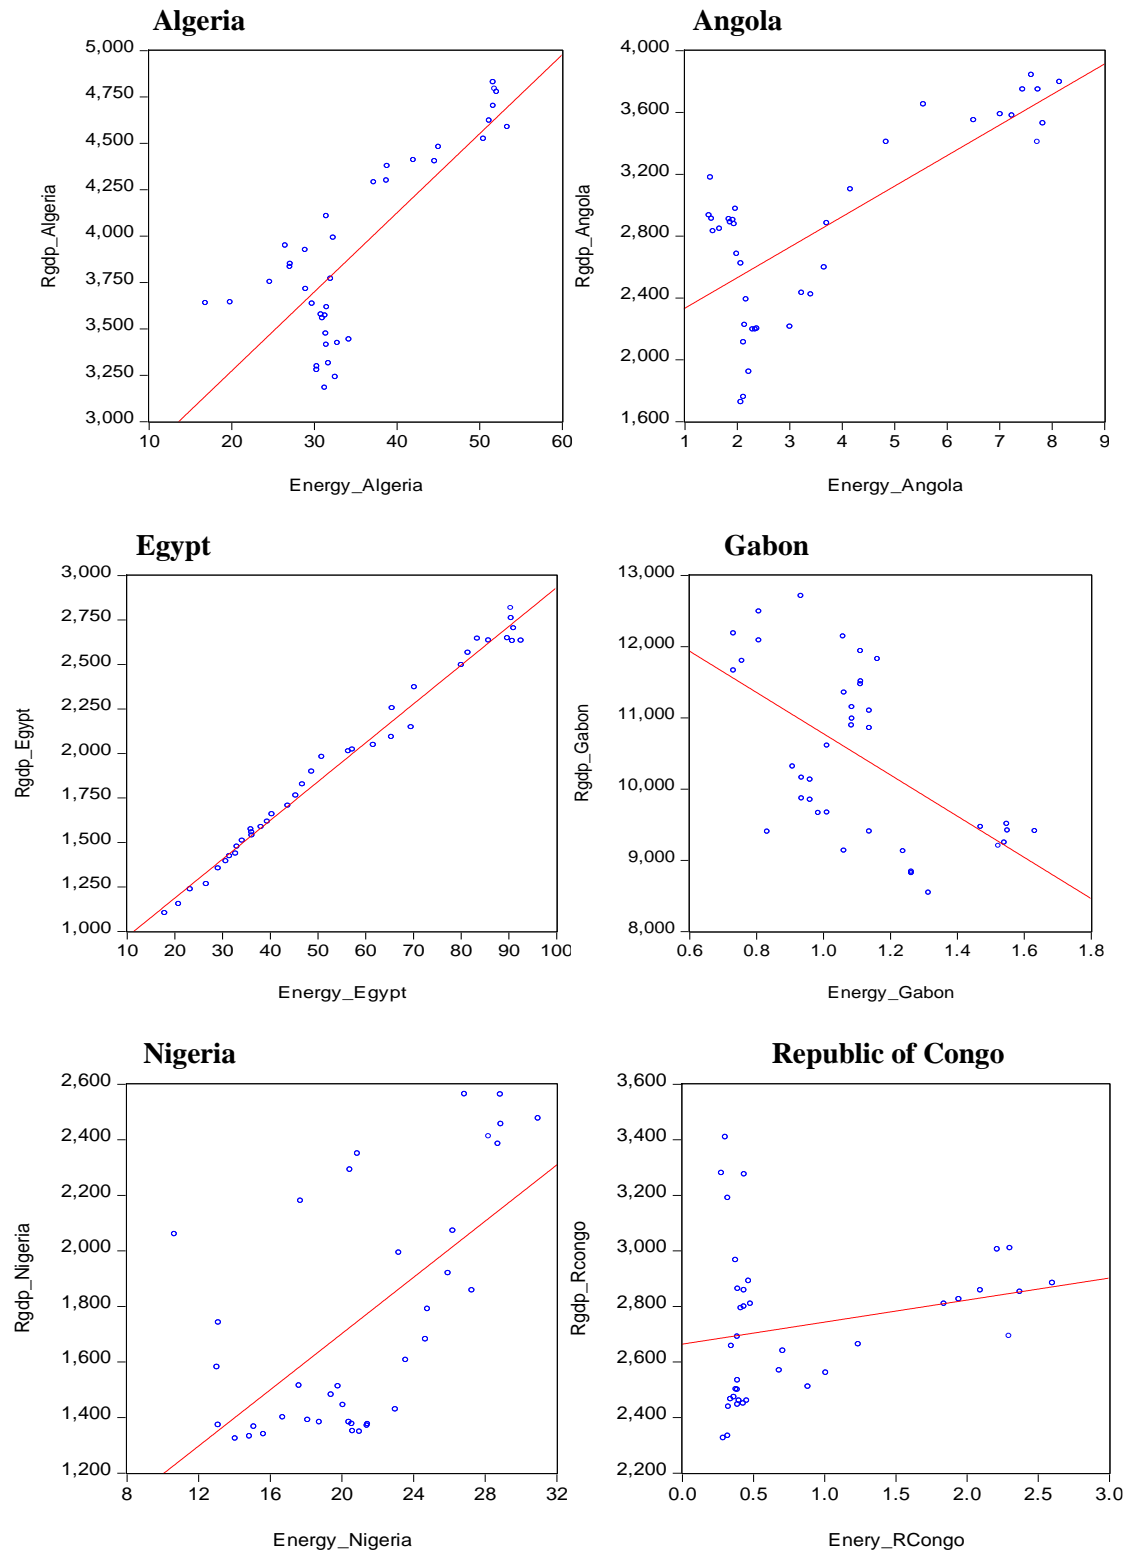 Algeria
5,000
4,750
4,500
4,250
4,000
3,750
3,500
3,250
3,000
Rgdp_Algeria
10 20 30 40 50 60
Energy_Algeria
Angola
4,000
3,600
3,200
2,800
2,400
2,000
1,600
Rgdp_Angola
1 2 3 4 5 6 7 8 9
Energy_Angola
Egypt
3,000
2,750
2,500
2,250
2,000
1,750
1,500
1,250
1,000
Rgdp_Egypt
10 20 30 40 50 60 70 80 90 100
Energy_Egypt
Gabon
13,000
12,000
11,000
10,000
9,000
8,000
Rgdp_Gabon
0.6 0.8 1.0 1.2 1.4 1.6 1.8
Energy_Gabon
Nigeria
2,600
2,400
2,200
2,000
1,800
1,600
1,400
1,200
Rgdp_Nigeria
8 12 16 20 24 28 32
Energy_Nigeria
Republic of Congo
3,600
3,400
3,200
3,000
2,800
2,600
2,400
2,200
Rgdp_Rcongo
0.0 0.5 1.0 1.5 2.0 2.5 3.0
Enery_RCongo